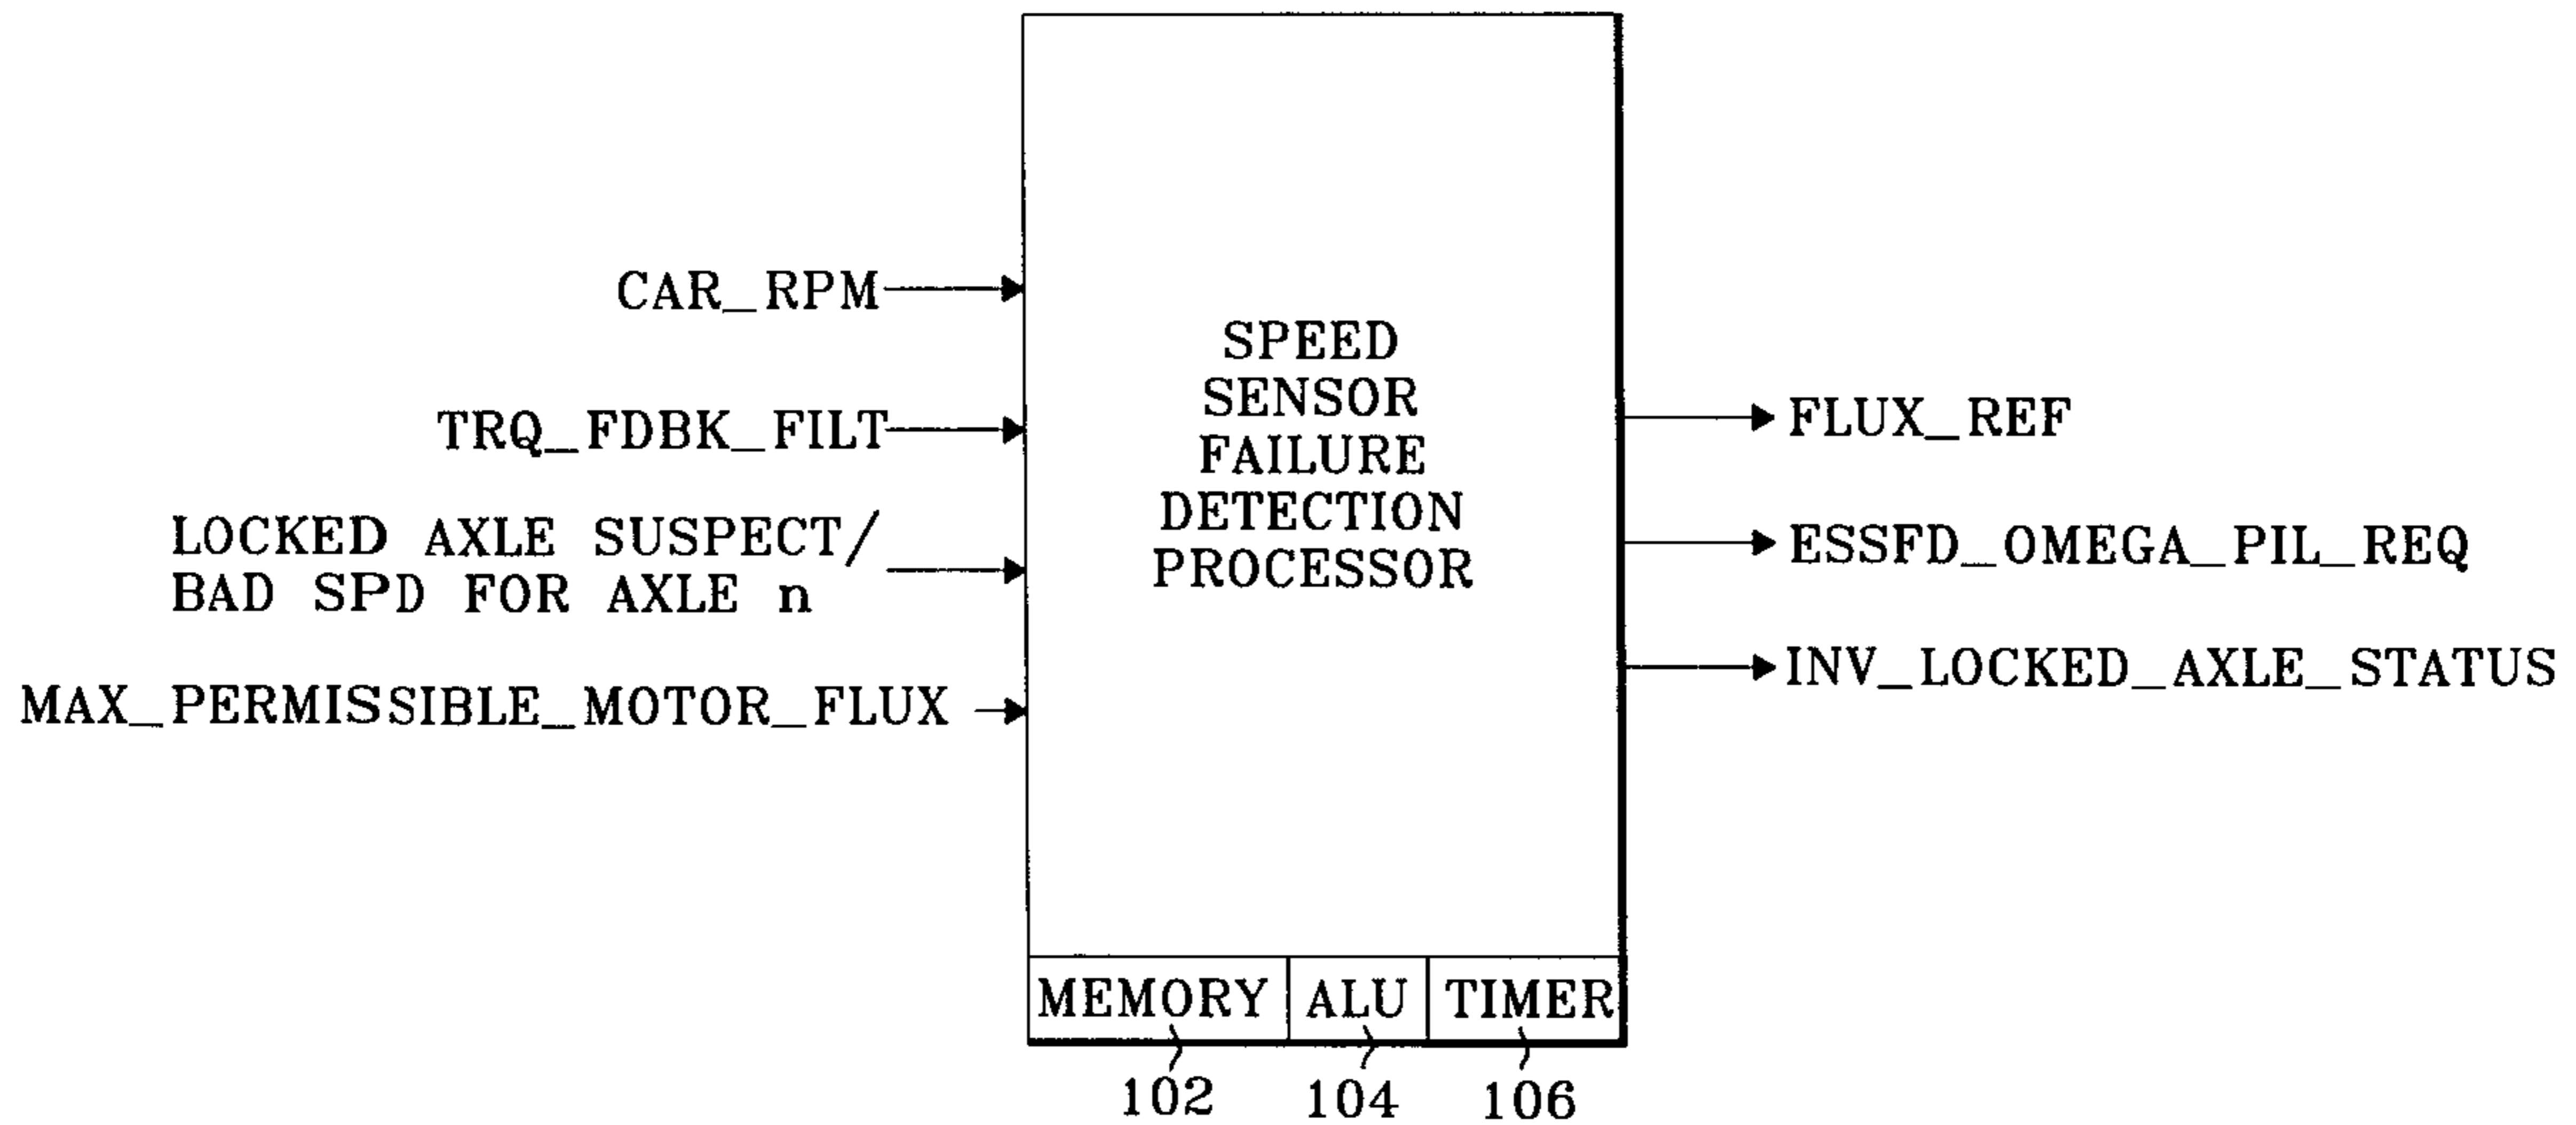 CAR_RPM
TRQ_FDBK_FILT
LOCKED AXLE SUSPECT/
BAD SPD FOR AXLE n
MAX_PERMISSIBLE_MOTOR_FLUX
SPEED
SENSOR
FAILURE
DETECTION
PROCESSOR
FLUX_REF
ESSFD_OMEGA_PIL_REQ
INV_LOCKED_AXLE_STATUS
MEMORY ALU TIMER
102 104 106